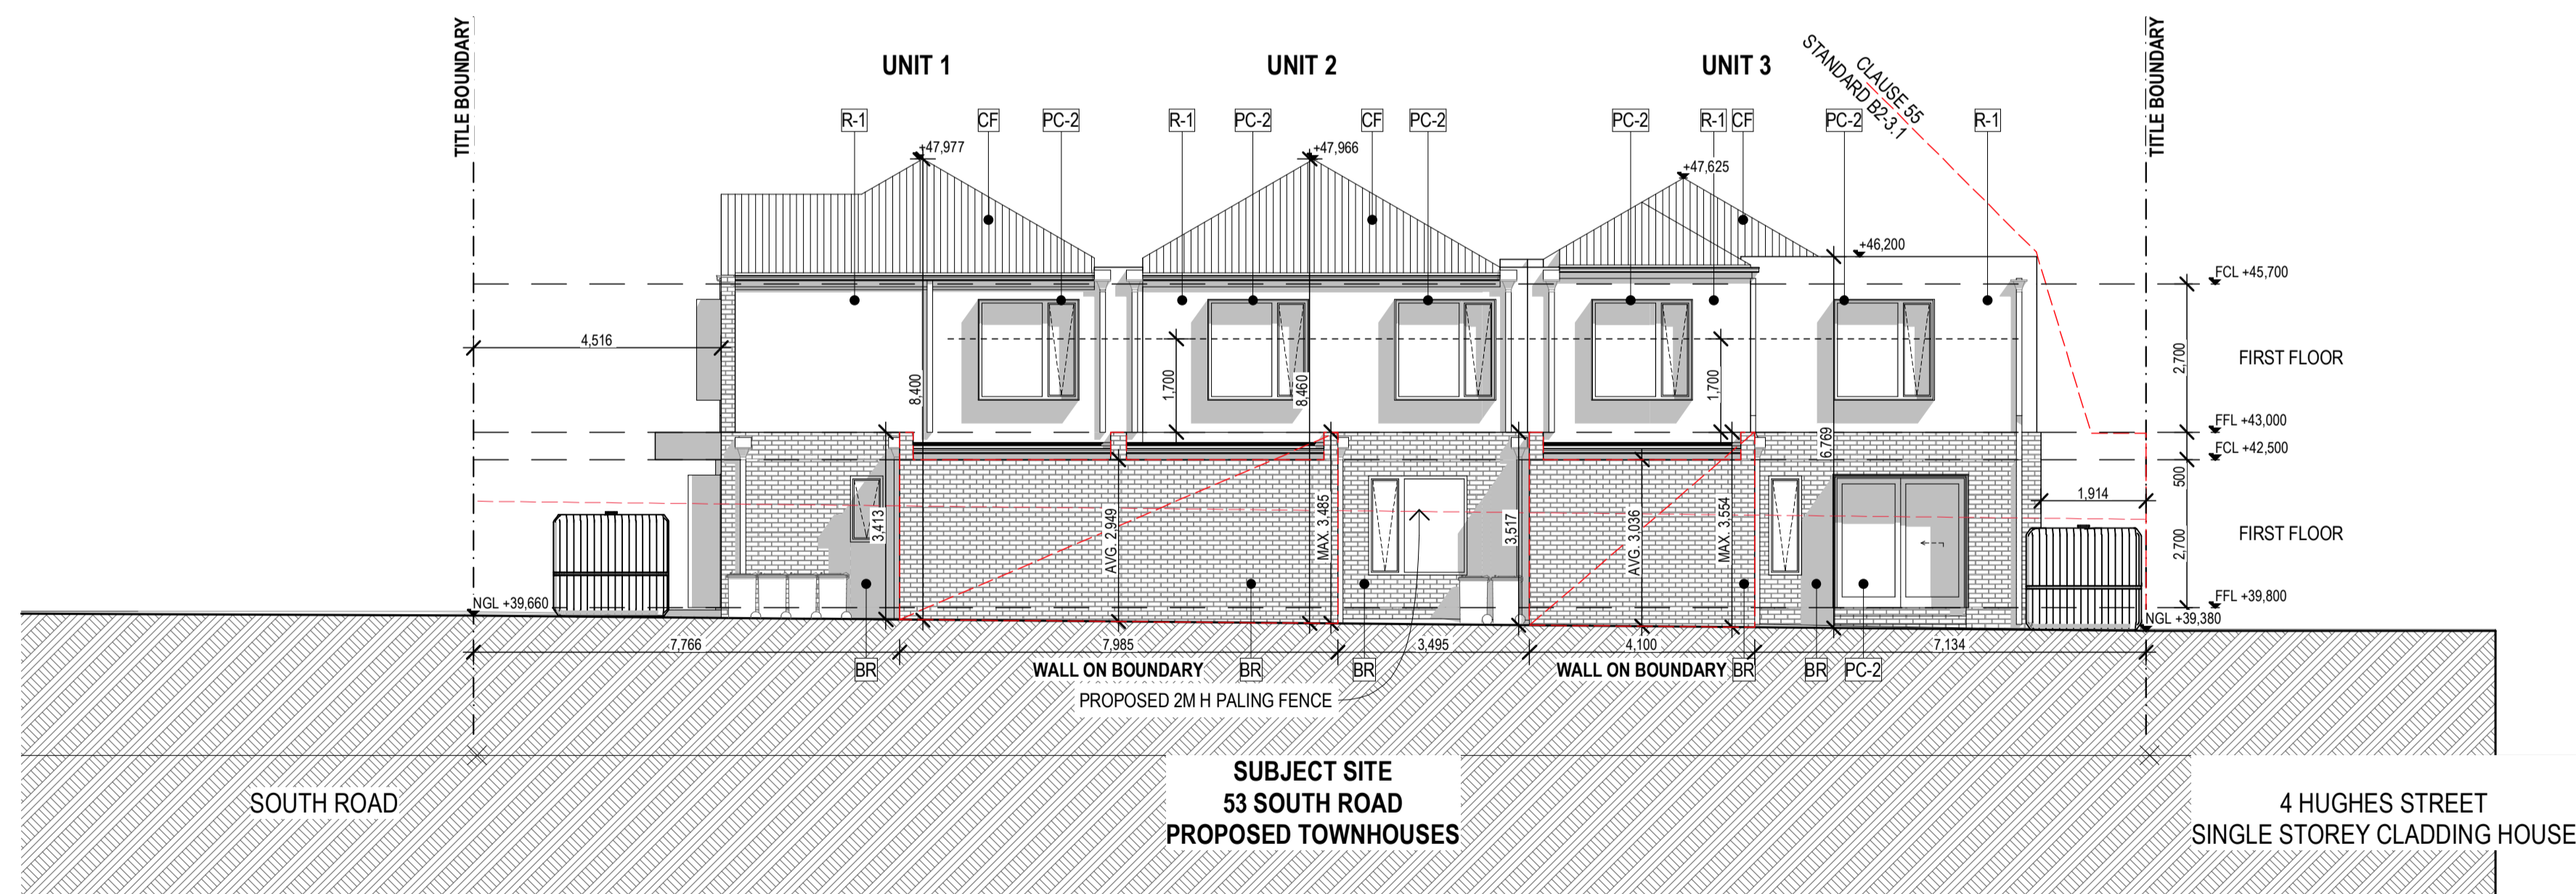 TITLE BOUNDARY
UNIT 1
UNIT 2
UNIT 3
CLAUSE 55
STANDARD B2-3.1
TITLE BOUNDARY
R-1
CF
PC-2
R-1
PC-2
CF
PC-2
PC-2
R-1
CF
PC-2
R-1
+47,977
+47,966
+47,625
+46,200
FCL +45,700
4,516
8,400
1,700
8,460
1,700
6,769
2,700
FIRST FLOOR
FFL +43,000
FCL +42,500
500
1,914
3,413
AVG. 2,949
MAX. 3,485
3,517
AVG. 3,036
MAX. 3,554
2,700
FIRST FLOOR
FFL +39,800
NGL +39,660
NGL +39,380
7,766
7,985
3,495
4,100
7,134
BR
WALL ON BOUNDARY
BR
BR
WALL ON BOUNDARY
BR
BR
PC-2
PROPOSED 2M H PALING FENCE
SUBJECT SITE
53 SOUTH ROAD
PROPOSED TOWNHOUSES
SOUTH ROAD
4 HUGHES STREET
SINGLE STOREY CLADDING HOUSE